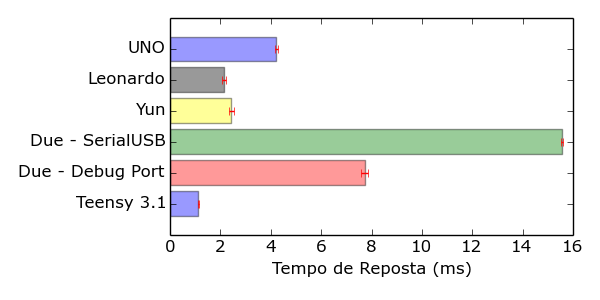 UNO
Leonardo
Yun
Due - SerialUSB
Due - Debug Port
Teensy 3.1
0 2 4 6 8 10 12 14 16
Tempo de Reposta (ms)